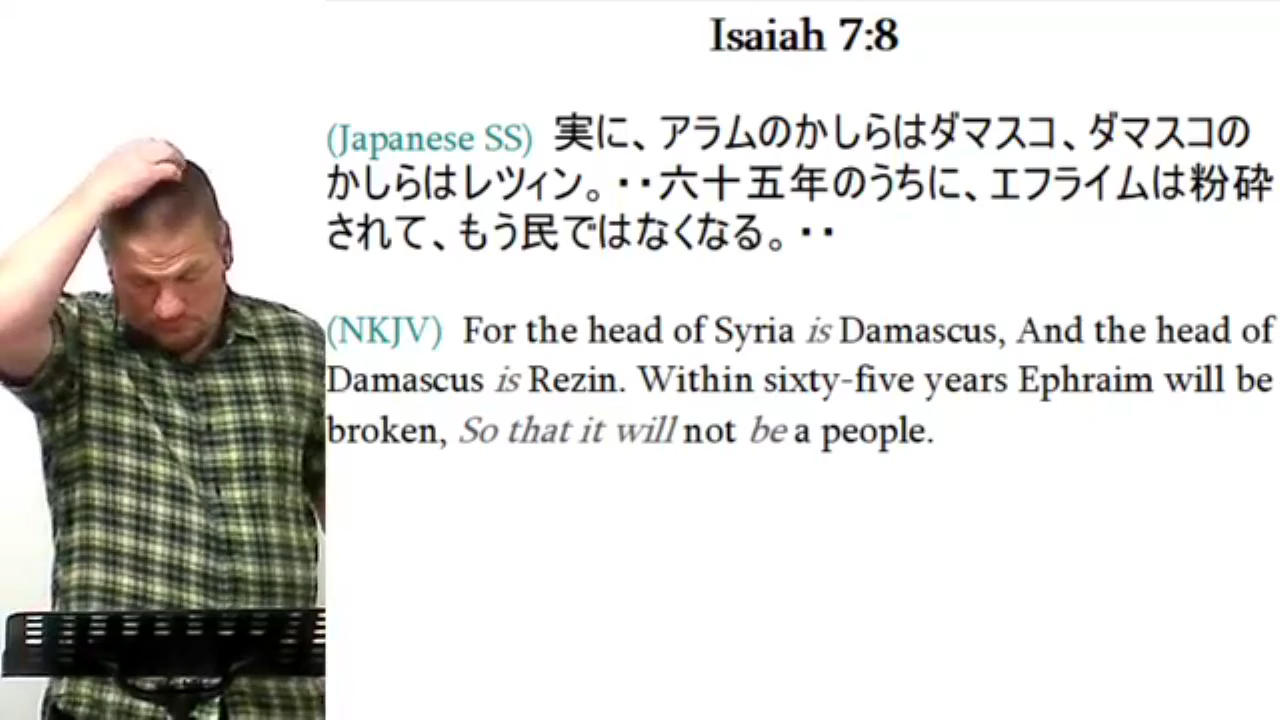 Isaiah 7:8
(Japanese SS) 実に、アラムのかしらはダマスコ、ダマスコの
かしらはレツィン。・・六十五年のうちに、エフライムは粉砕
されて、もう民ではなくなる。・・
(NKJV) For the head of Syria is Damascus, And the head of
Damascus is Rezin. Within sixty-five years Ephraim will be
broken, So that it will not be a people.